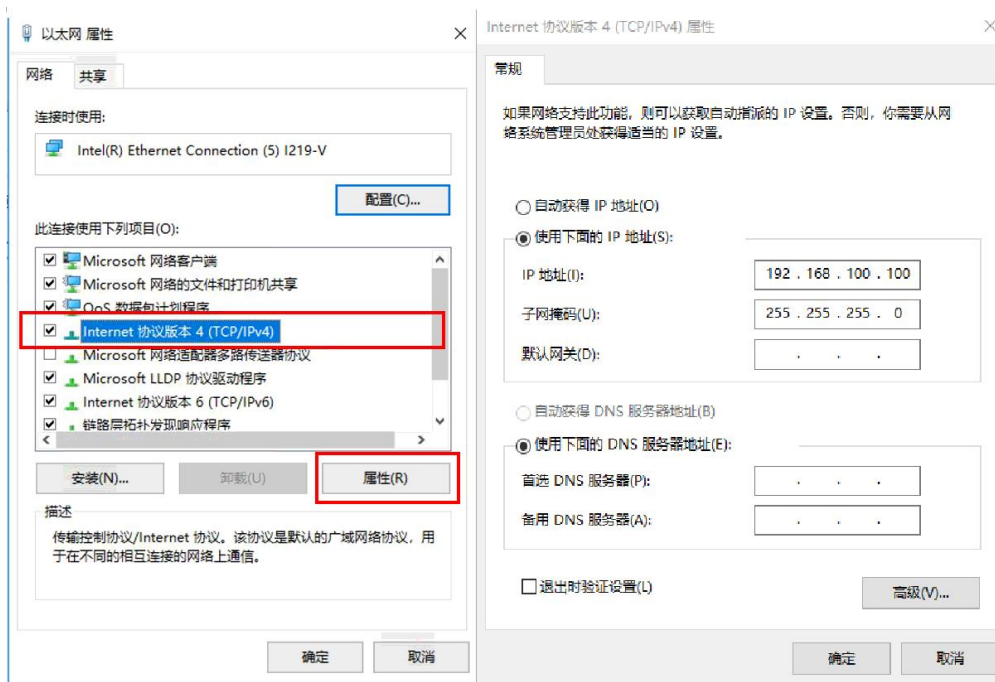 以太网 属性
网络
共享
连接时使用:
Intel(R) Ethernet Connection (5) I219-V
配置(C)...
此连接使用下列项目(O):
Microsoft 网络客户端
Microsoft 网络的文件和打印机共享
QoS 数据包计划程序
Internet 协议版本 4 (TCP/IPv4)
Microsoft 网络适配器多路传送器协议
Microsoft LLDP 协议驱动程序
Internet 协议版本 6 (TCP/IPv6)
链路层拓扑发现响应程序
安装(N)...
卸载(U)
属性(R)
描述
传输控制协议/Internet 协议。该协议是默认的广域网络协议，用
于在不同的相互连接的网络上通信。
确定
取消
Internet 协议版本 4 (TCP/IPv4) 属性
常规
如果网络支持此功能，则可以获取自动指派的 IP 设置。否则，你需要从网
络系统管理员处获得适当的 IP 设置。
自动获得 IP 地址(O)
使用下面的 IP 地址(S):
IP 地址(I):
192 . 168 . 100 . 100
子网掩码(U):
255 . 255 . 255 . 0
默认网关(D):
. . .
自动获得 DNS 服务器地址(B)
使用下面的 DNS 服务器地址(E):
首选 DNS 服务器(P):
. . .
备用 DNS 服务器(A):
. . .
退出时验证设置(L)
高级(V)...
确定
取消